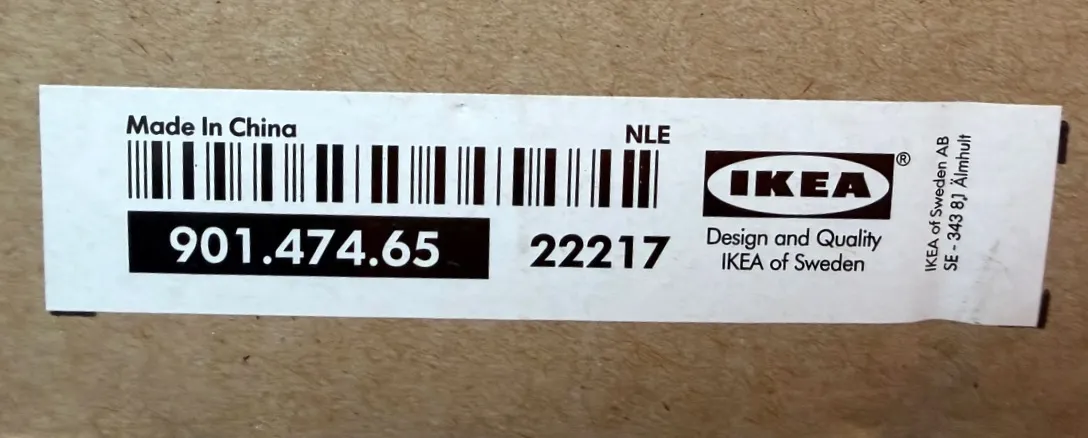 Made In China
NLE
901.474.65
22217
IKEA®
Design and Quality
IKEA of Sweden
IKEA of Sweden AB
SE - 343 81 Älmhult